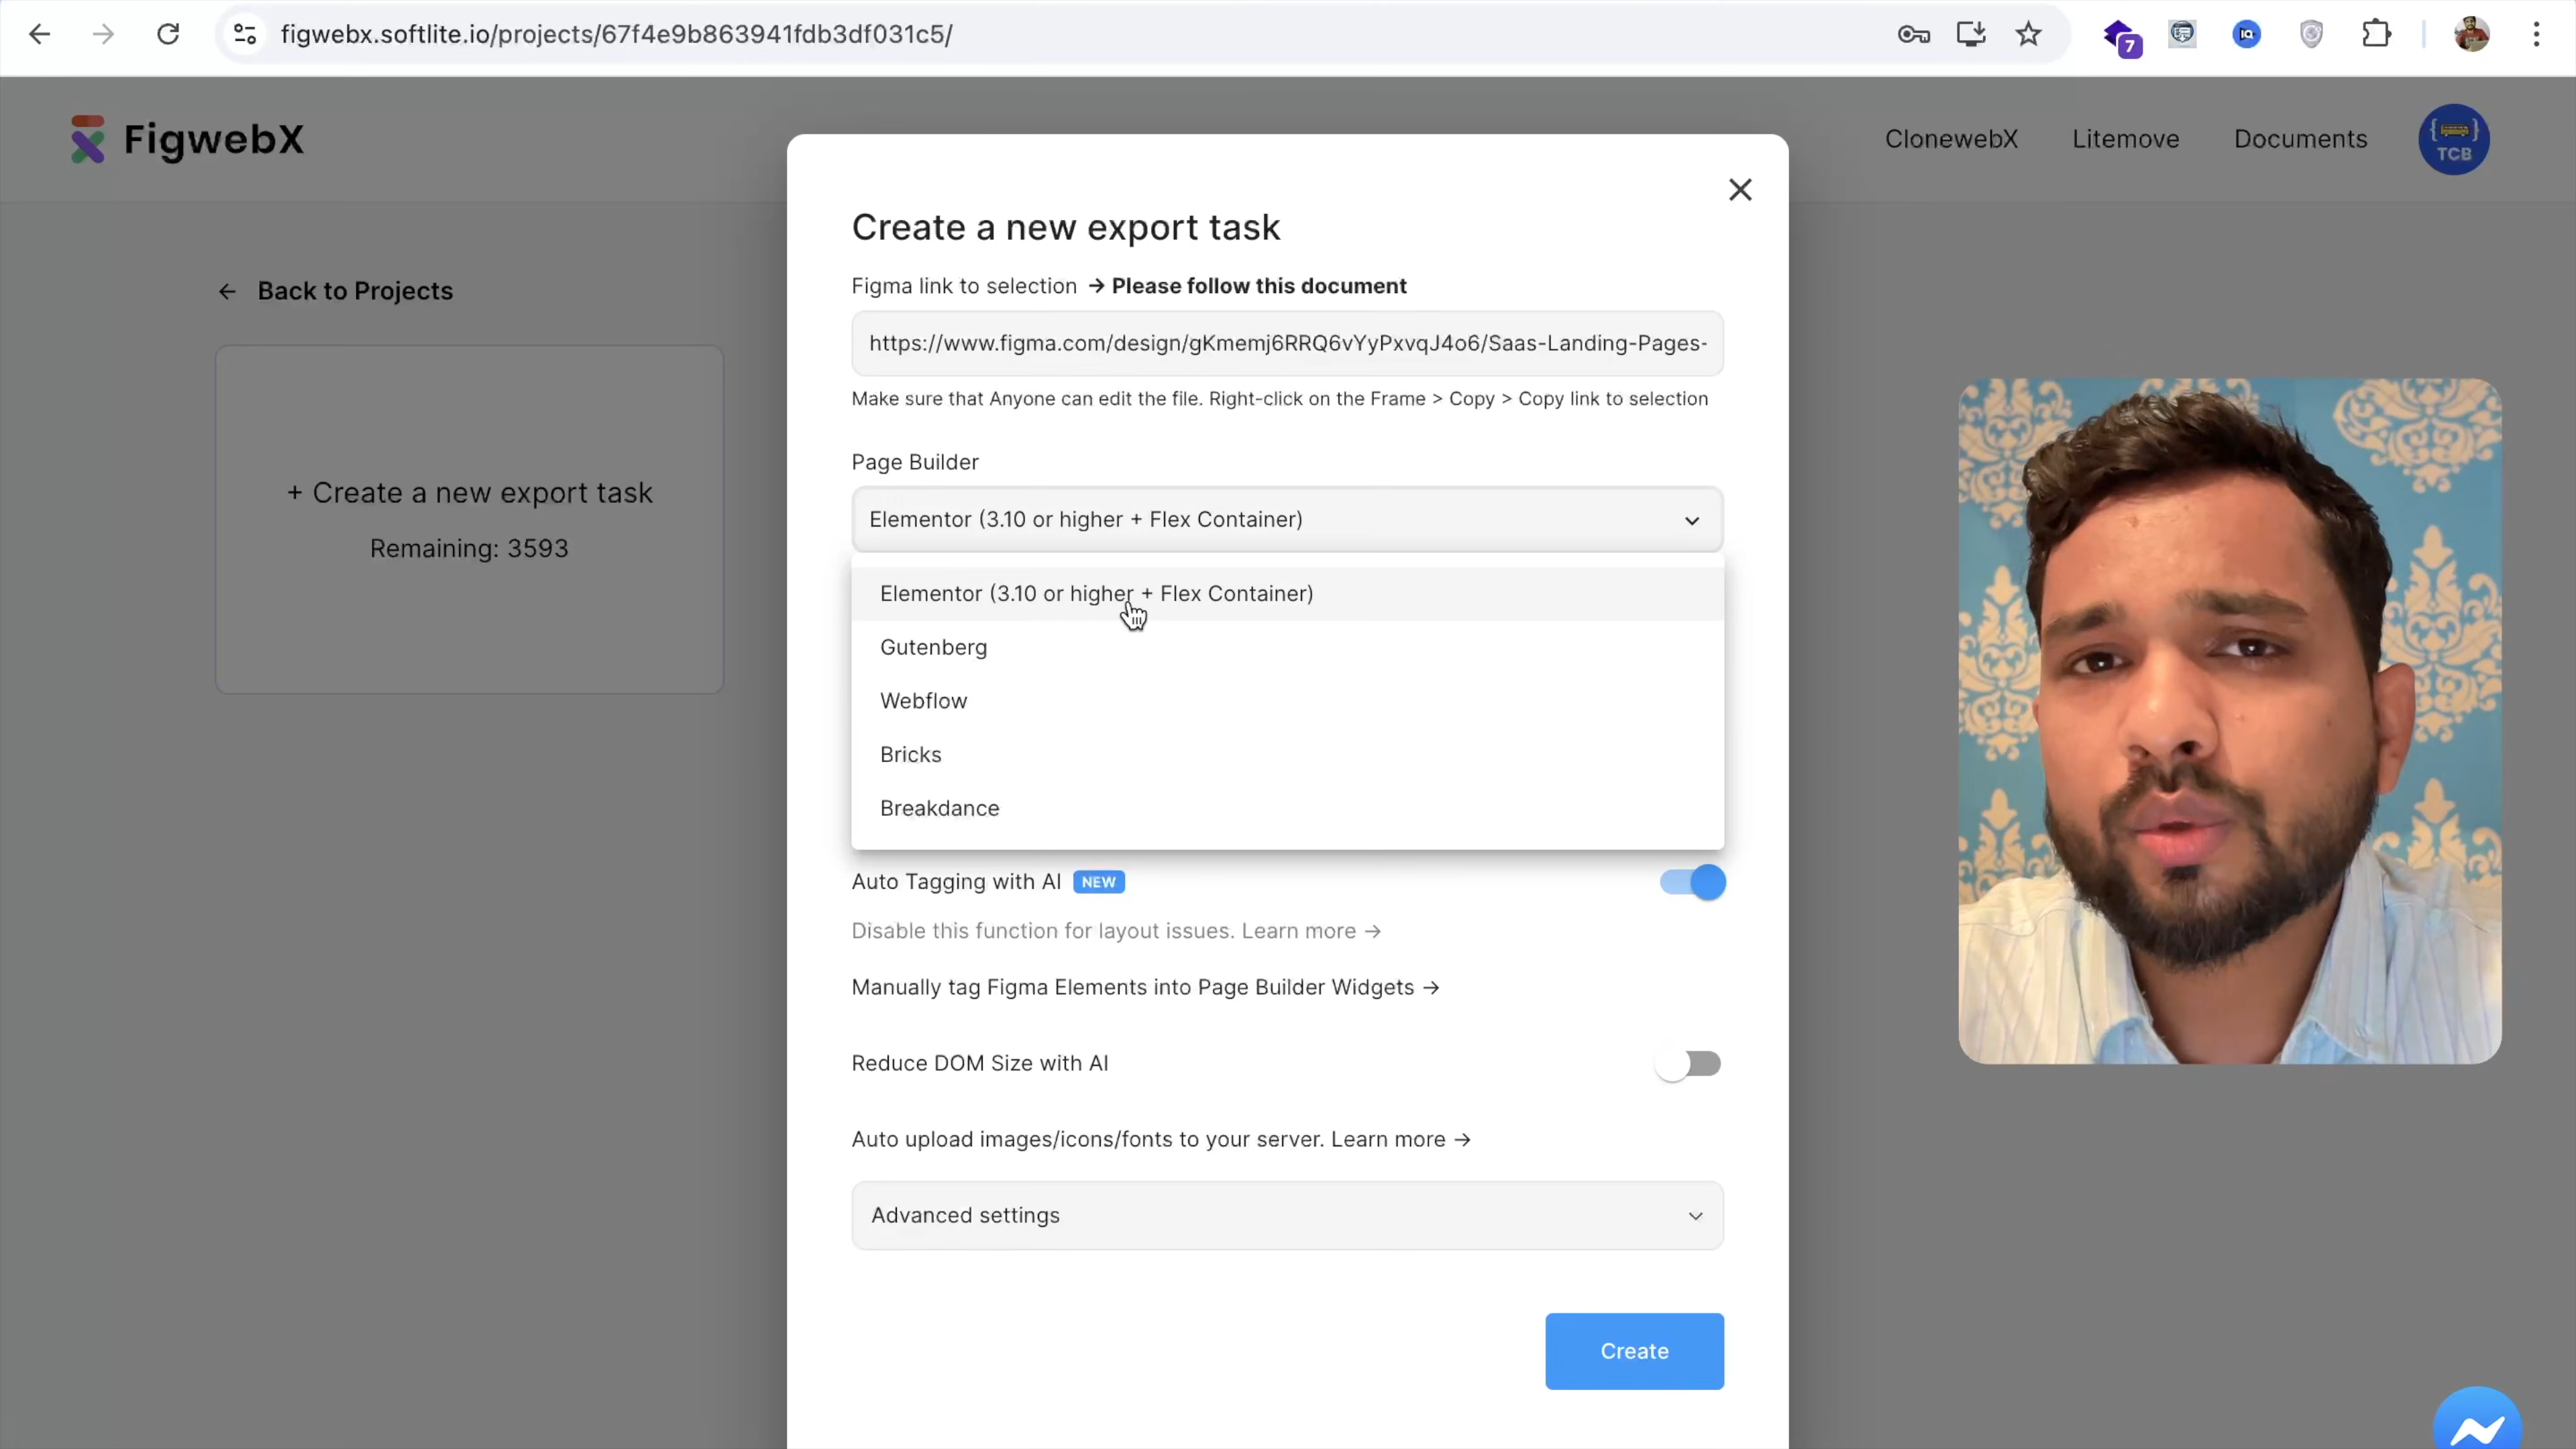 figwebx.softlite.io/projects/67f4e9b863941fdb3df031c5/
7
IQ
FigwebX
ClonewebX
Litemove
Documents
TCB
Back to Projects
+ Create a new export task
Remaining: 3593
Create a new export task
Figma link to selection → Please follow this document
https://www.figma.com/design/gKmemj6RRQ6vYyPxvqJ4o6/Saas-Landing-Pages-
Make sure that Anyone can edit the file. Right-click on the Frame > Copy > Copy link to selection
Page Builder
Elementor (3.10 or higher + Flex Container)
Elementor (3.10 or higher + Flex Container)
Gutenberg
Webflow
Bricks
Breakdance
Auto Tagging with AI NEW
Disable this function for layout issues. Learn more →
Manually tag Figma Elements into Page Builder Widgets →
Reduce DOM Size with AI
Auto upload images/icons/fonts to your server. Learn more →
Advanced settings
Create